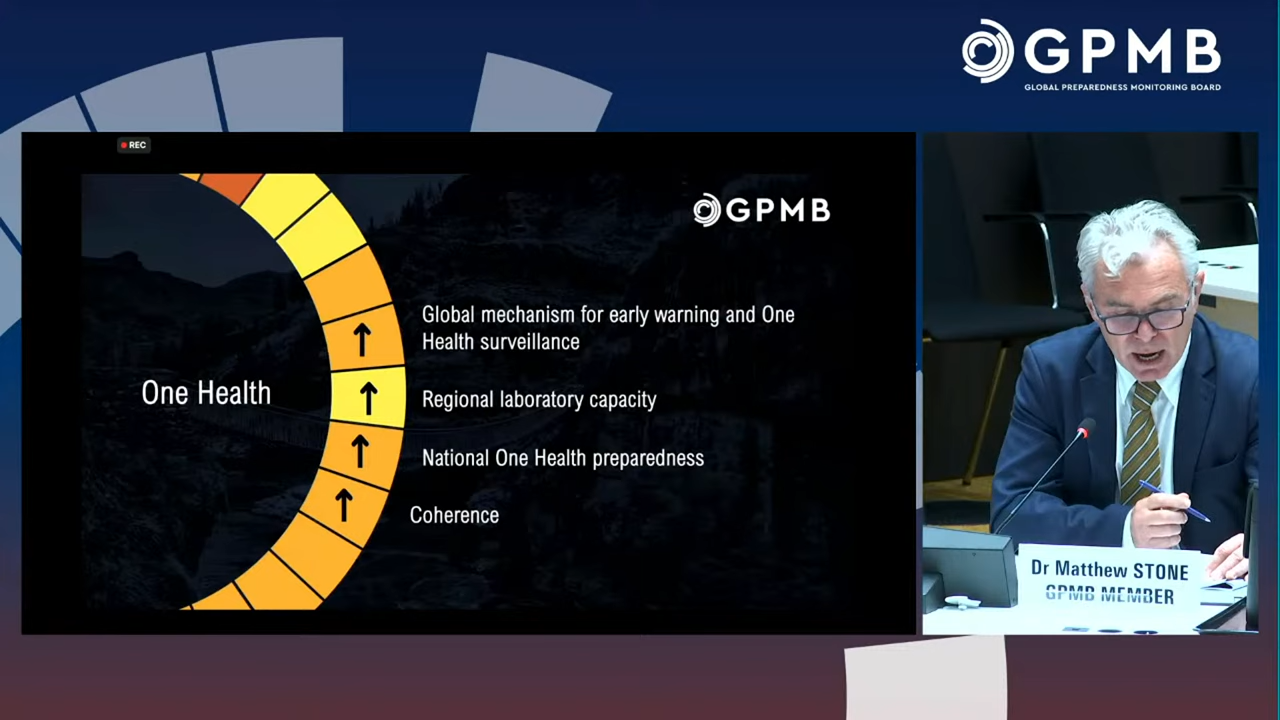 GPMB
GLOBAL PREPAREDNESS MONITORING BOARD
REC
GPMB
Global mechanism for early warning and One
Health surveillance
One Health
Regional laboratory capacity
National One Health preparedness
Coherence
Dr Matthew STONE
GPMB MEMBER